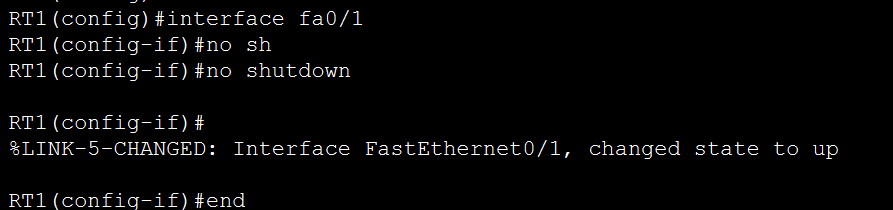 RT1(config)#interface fa0/1
RT1(config-if)#no sh
RT1(config-if)#no shutdown
RT1(config-if)#
%LINK-5-CHANGED: Interface FastEthernet0/1, changed state to up
RT1(config-if)#end